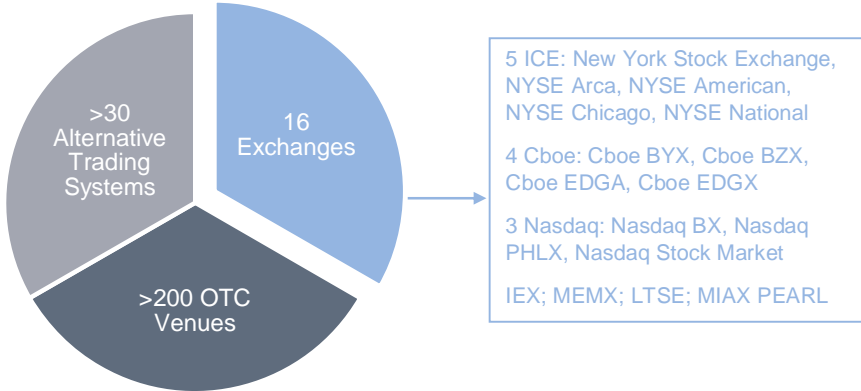 >30
Alternative
Trading
Systems
16
Exchanges
>200 OTC
Venues
5 ICE: New York Stock Exchange,
NYSE Arca, NYSE American,
NYSE Chicago, NYSE National
4 Cboe: Cboe BYX, Cboe BZX,
Cboe EDGA, Cboe EDGX
3 Nasdaq: Nasdaq BX, Nasdaq
PHLX, Nasdaq Stock Market
IEX; MEMX; LTSE; MIAX PEARL